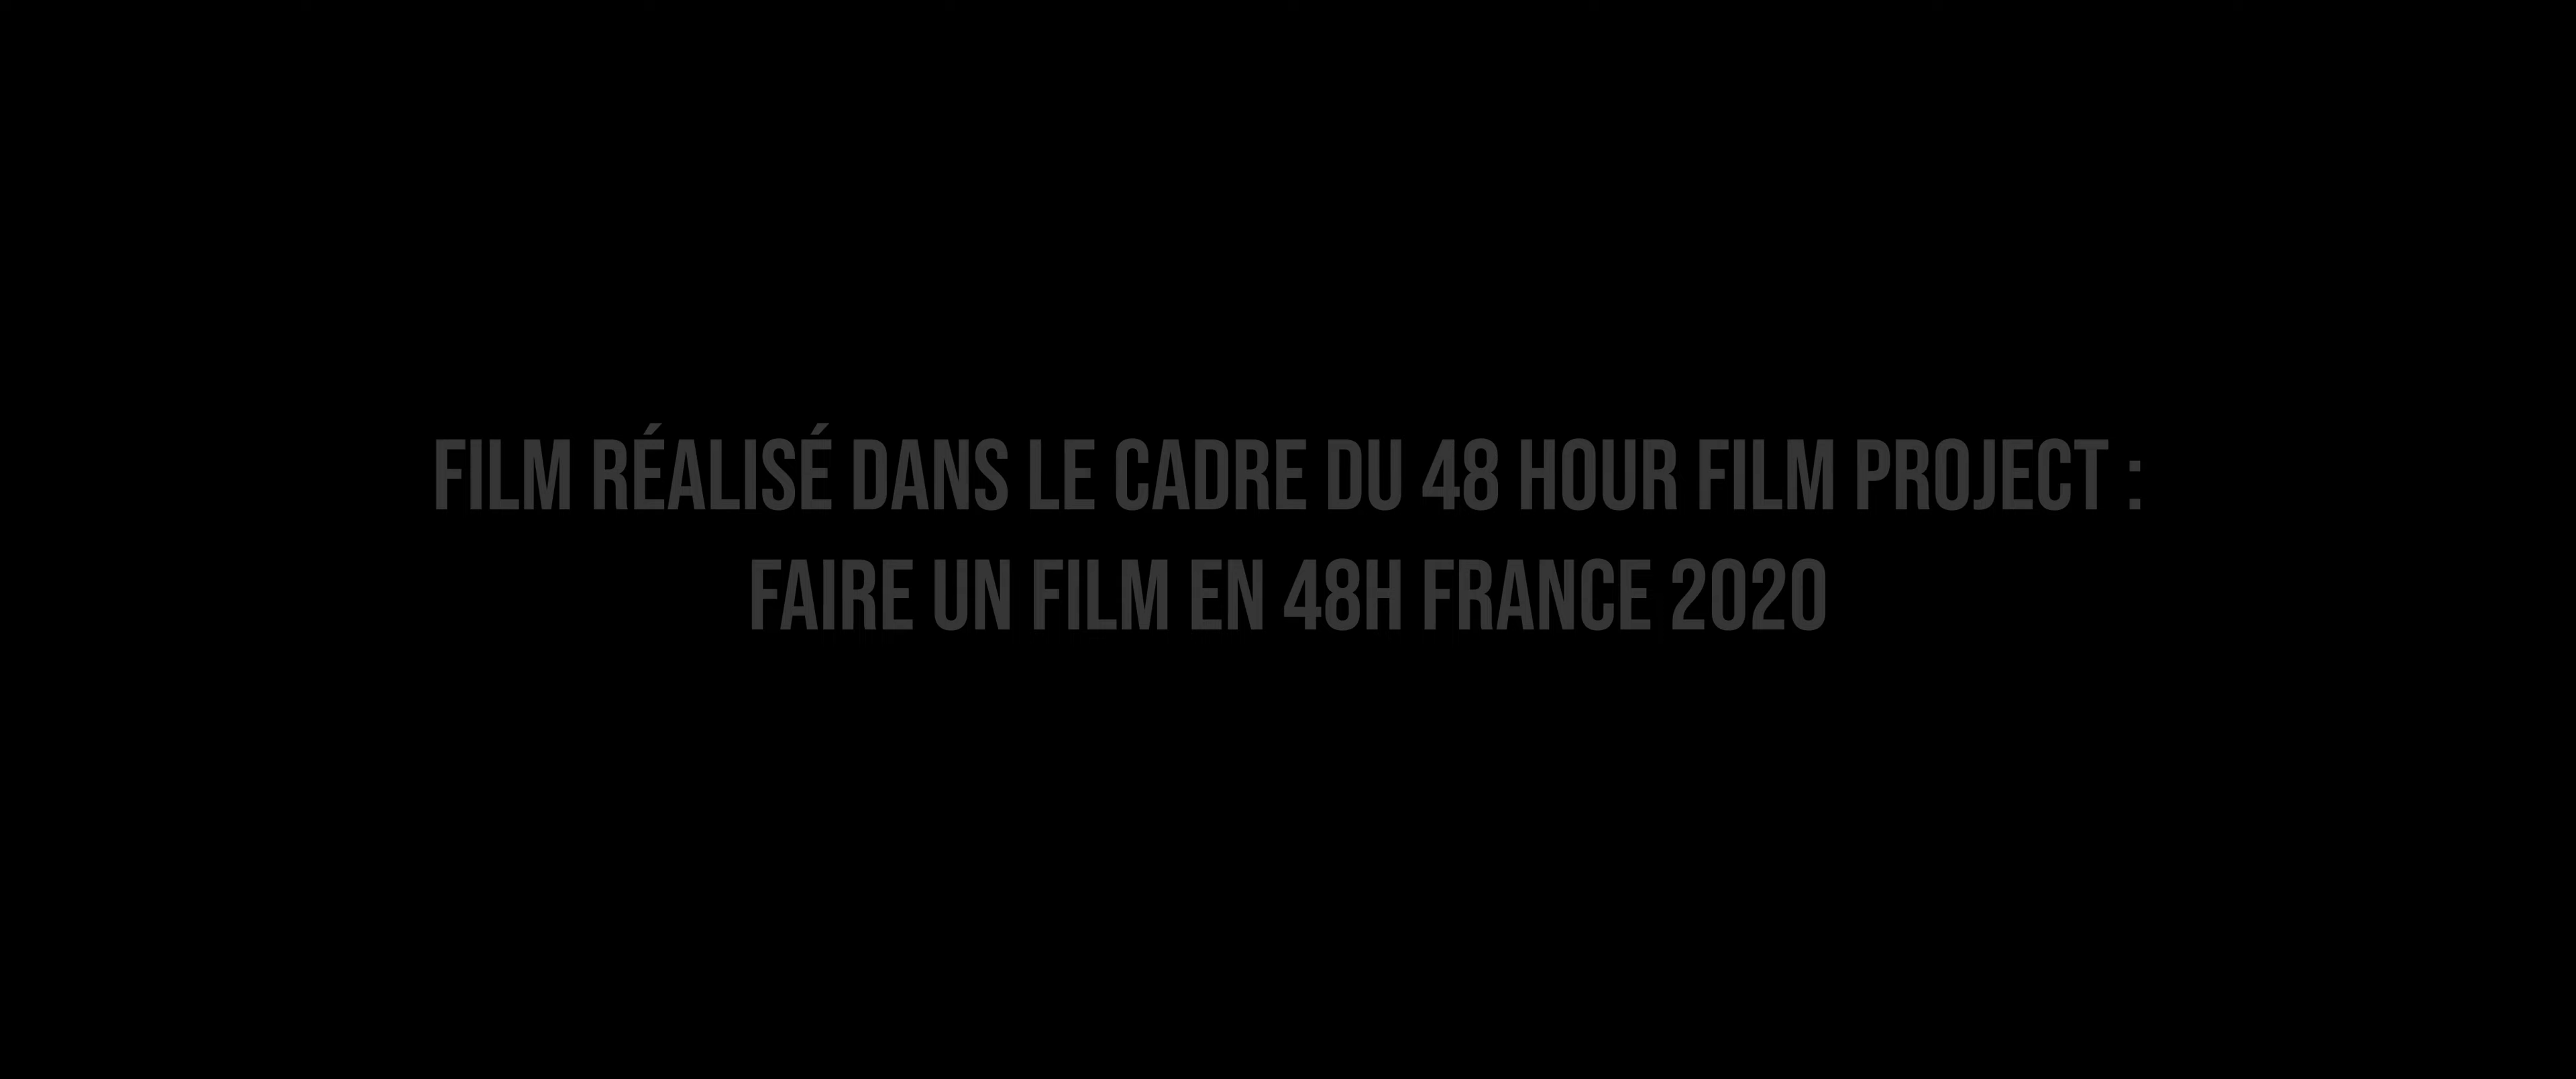 FILM RÉALISÉ DANS LE CADRE DU 48 HOUR FILM PROJECT :
FAIRE UN FILM EN 48H FRANCE 2020